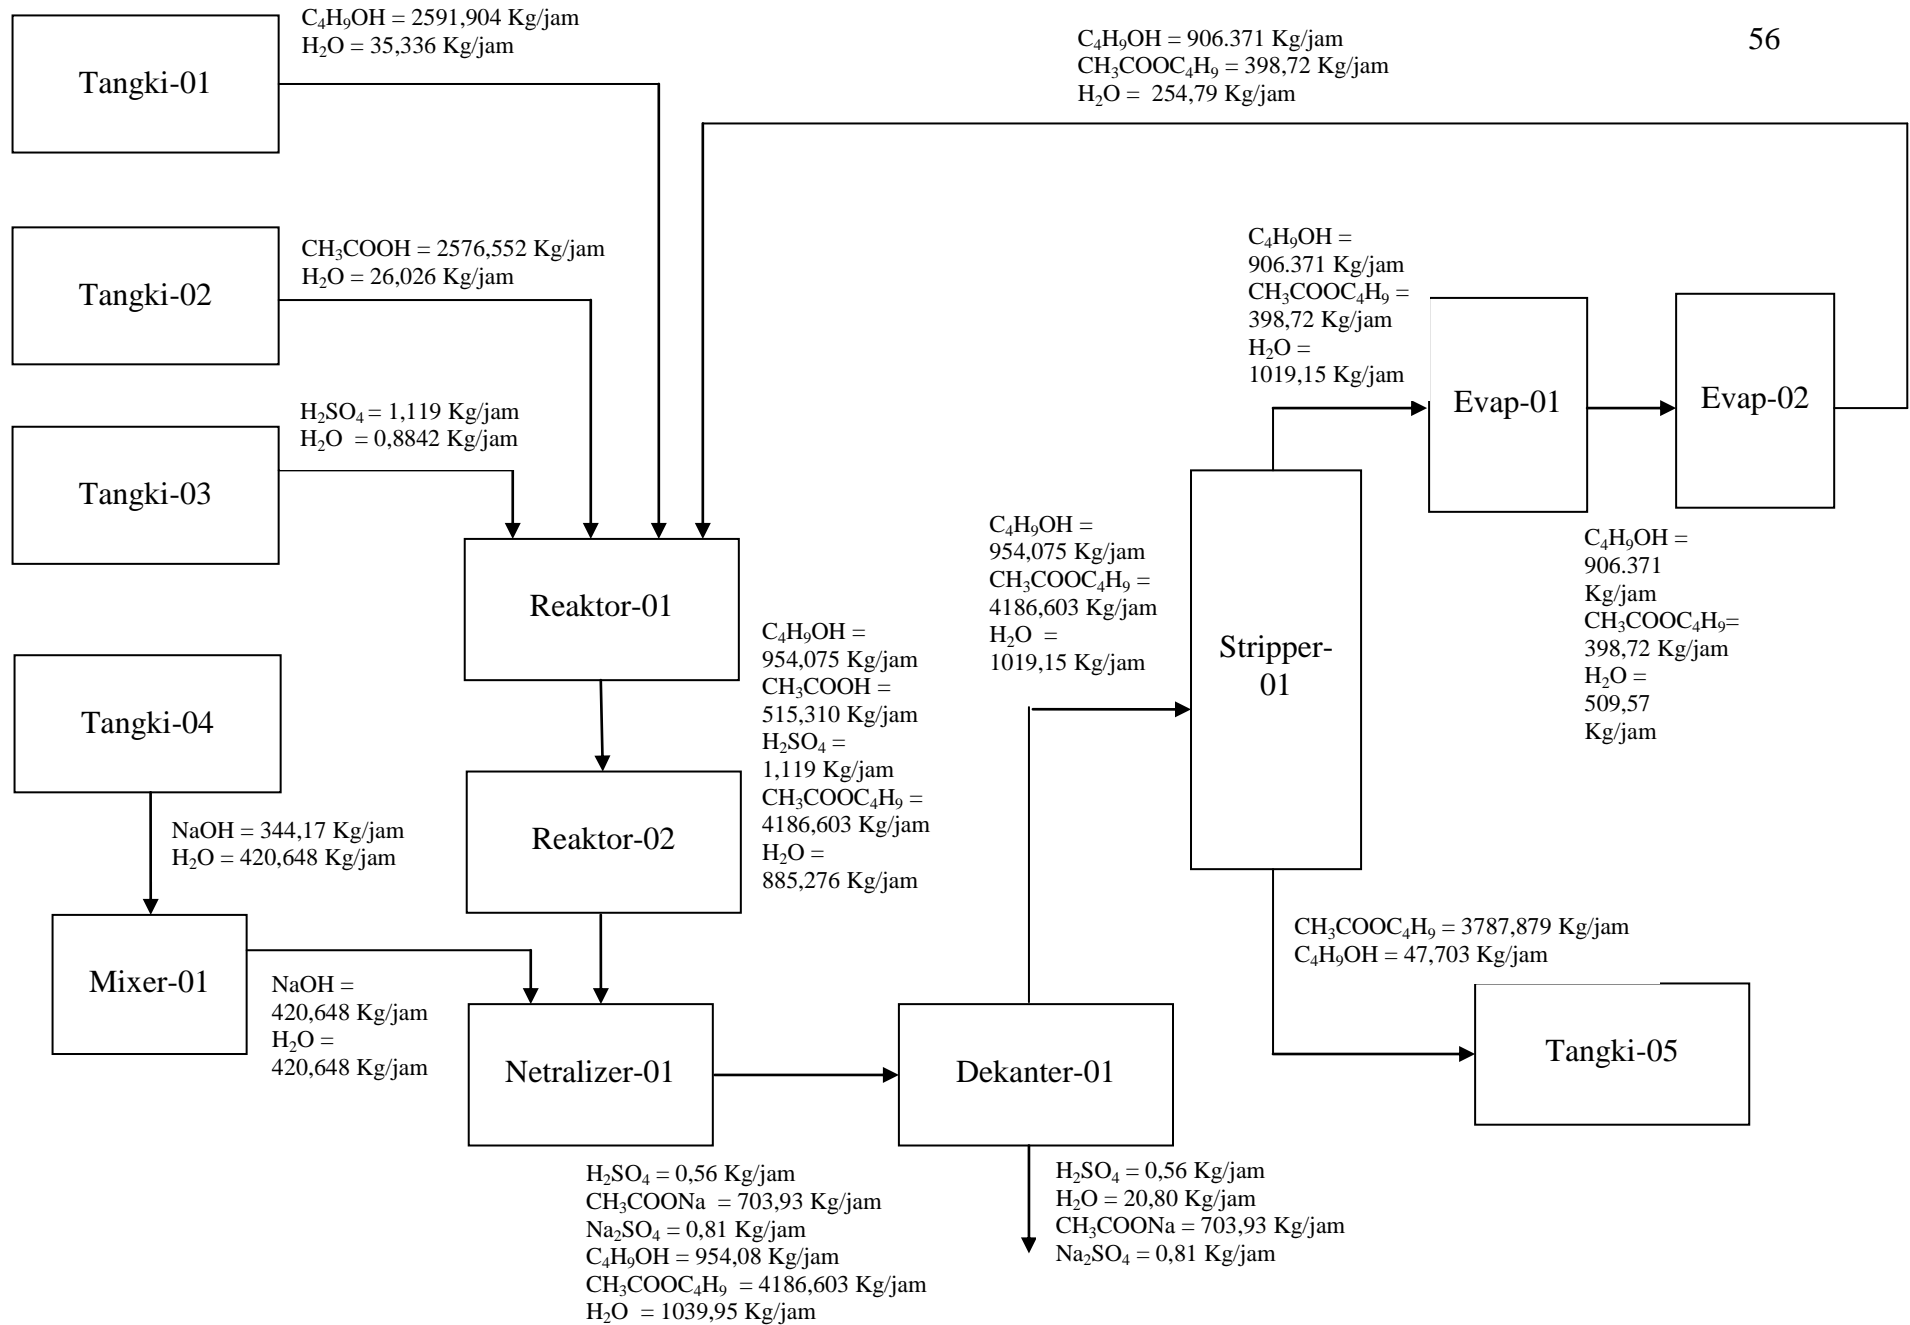 56
C₄H₉OH = 2591,904 Kg/jam
H₂O = 35,336 Kg/jam
Tangki-01
C₄H₉OH = 906.371 Kg/jam
CH₃COOC₄H₉ = 398,72 Kg/jam
H₂O = 254,79 Kg/jam
CH₃COOH = 2576,552 Kg/jam
H₂O = 26,026 Kg/jam
Tangki-02
H₂SO₄ = 1,119 Kg/jam
H₂O = 0,8842 Kg/jam
Tangki-03
Reaktor-01
C₄H₉OH =
954,075 Kg/jam
CH₃COOH =
515,310 Kg/jam
H₂SO₄ =
1,119 Kg/jam
CH₃COOC₄H₉ =
4186,603 Kg/jam
H₂O =
885,276 Kg/jam
Reaktor-02
Tangki-04
NaOH = 344,17 Kg/jam
H₂O = 420,648 Kg/jam
Mixer-01
NaOH =
420,648 Kg/jam
H₂O =
420,648 Kg/jam
Netralizer-01
H₂SO₄ = 0,56 Kg/jam
CH₃COONa = 703,93 Kg/jam
Na₂SO₄ = 0,81 Kg/jam
C₄H₉OH = 954,08 Kg/jam
CH₃COOC₄H₉ = 4186,603 Kg/jam
H₂O = 1039,95 Kg/jam
Dekanter-01
H₂SO₄ = 0,56 Kg/jam
H₂O = 20,80 Kg/jam
CH₃COONa = 703,93 Kg/jam
Na₂SO₄ = 0,81 Kg/jam
C₄H₉OH =
954,075 Kg/jam
CH₃COOC₄H₉ =
4186,603 Kg/jam
H₂O =
1019,15 Kg/jam
Stripper-
01
C₄H₉OH =
906.371 Kg/jam
CH₃COOC₄H₉ =
398,72 Kg/jam
H₂O =
1019,15 Kg/jam
Evap-01
Evap-02
C₄H₉OH =
906.371
Kg/jam
CH₃COOC₄H₉=
398,72 Kg/jam
H₂O =
509,57
Kg/jam
CH₃COOC₄H₉ = 3787,879 Kg/jam
C₄H₉OH = 47,703 Kg/jam
Tangki-05